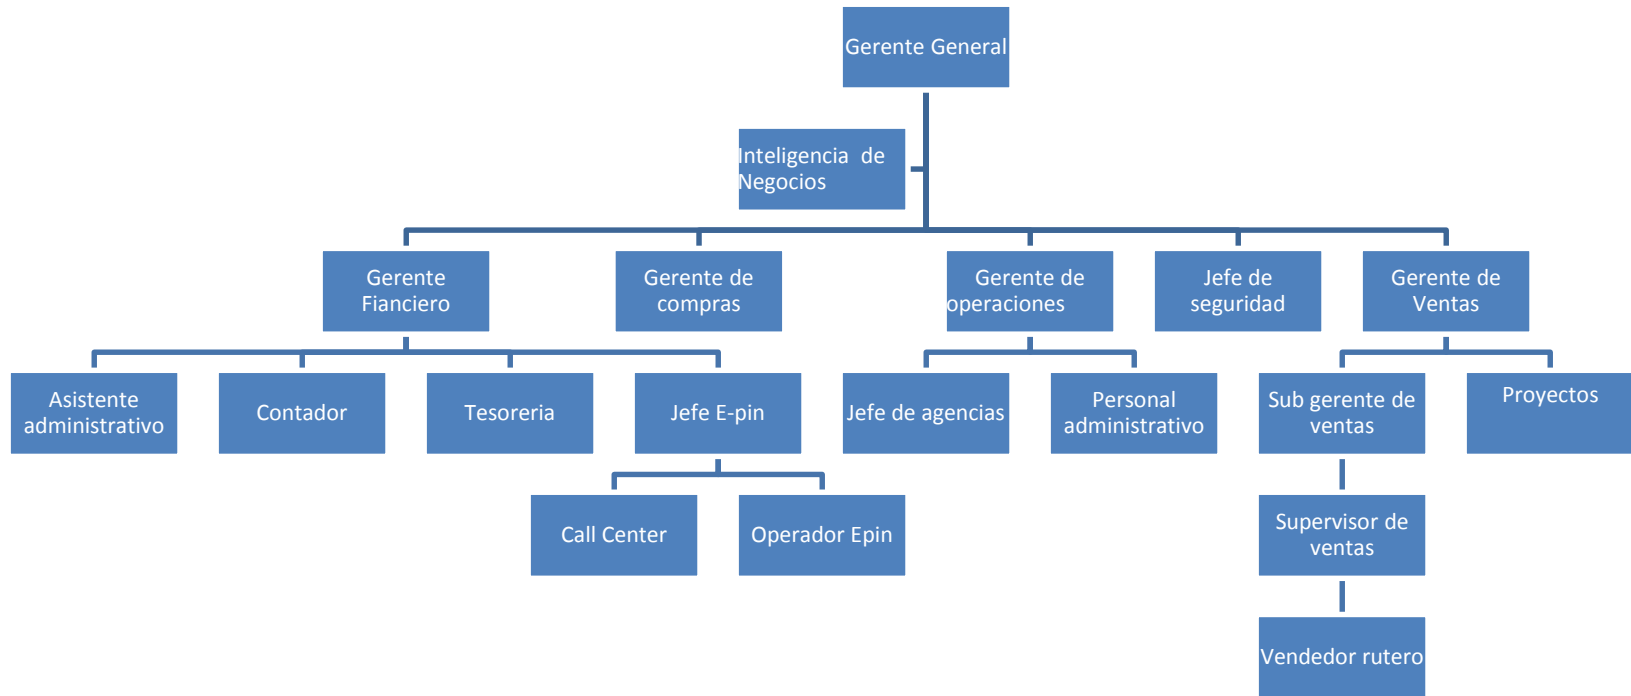 Gerente General
Inteligencia de
Negocios
Gerente
Fianciero
Gerente de
compras
Gerente de
operaciones
Jefe de
seguridad
Gerente de
Ventas
Asistente
administrativo
Contador
Tesoreria
Jefe E-pin
Jefe de agencias
Personal
administrativo
Sub gerente de
ventas
Proyectos
Call Center
Operador Epin
Supervisor de
ventas
Vendedor rutero